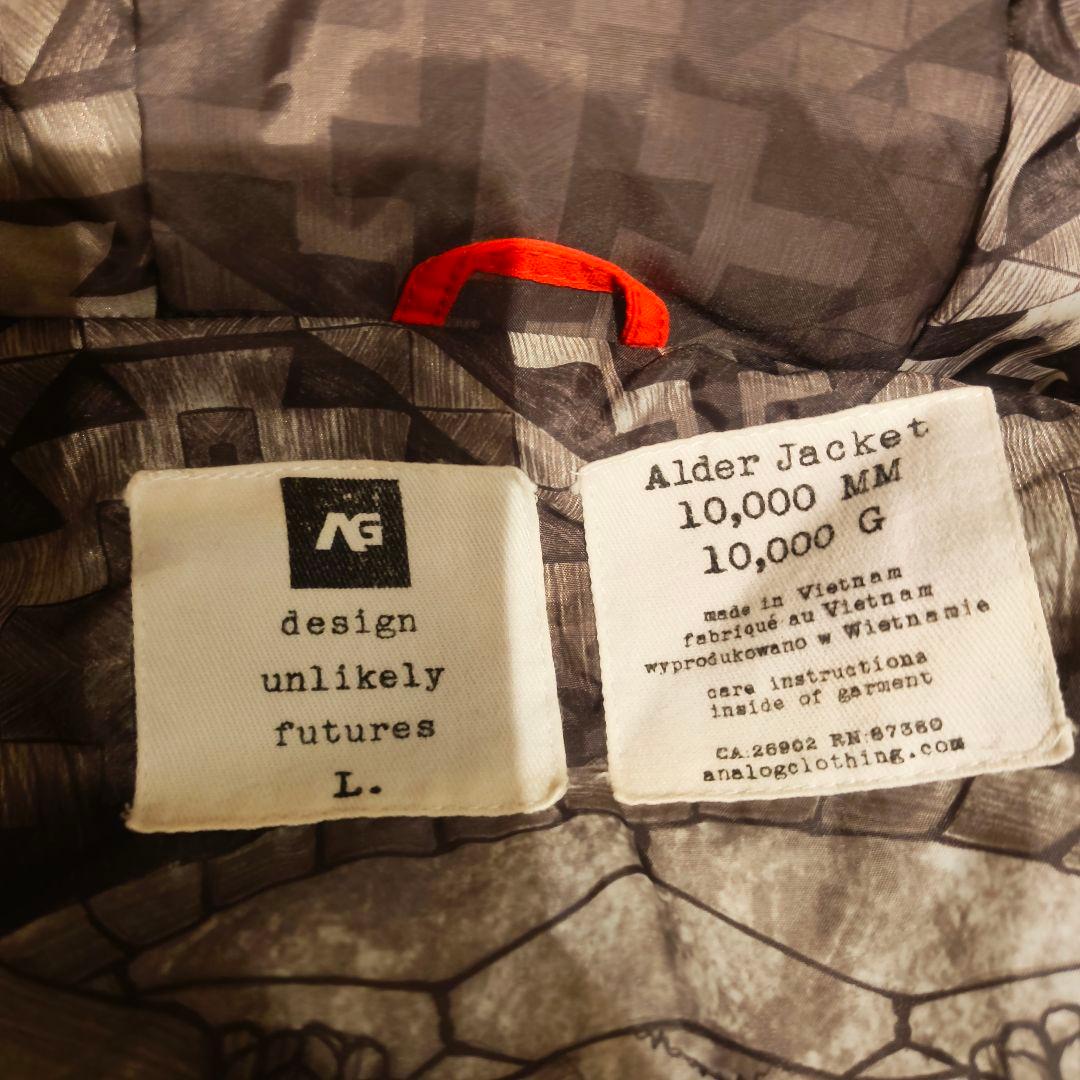 AG
design
unlikely
futures
L.
Alder Jacket
10,000 MM
10,000 G
made in Vietnam
fabriqué au Vietnam
wyprodukowano w Wietnamie
care instructions
inside of garment
CA:26902 RN:87360
analogclothing.com